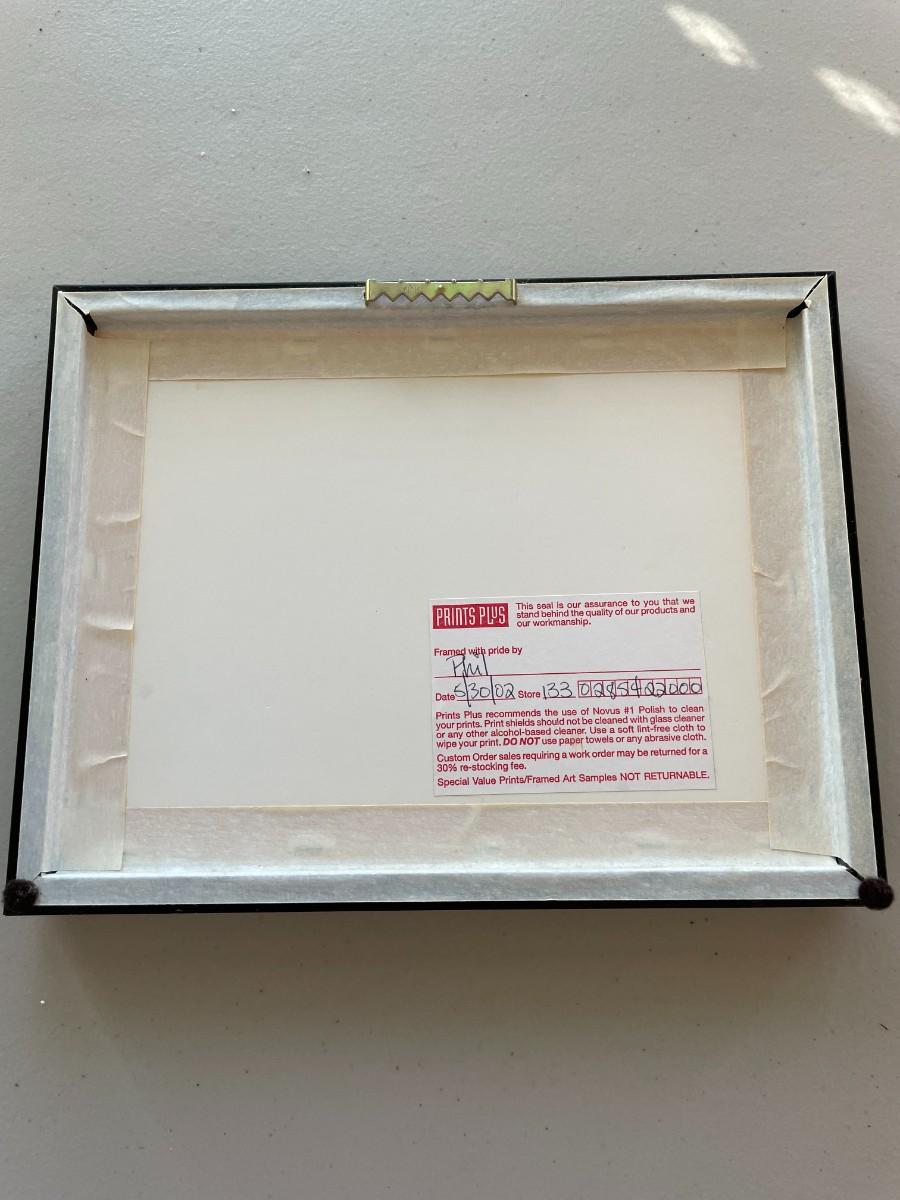 PRINTS PLUS
This seal is our assurance to you that we
stand behind the quality of our products and
our workmanship.
Framed with pride by
Phil
Date 5/30/02 Store 133 0285422000
Prints Plus recommends the use of Novus #1 Polish to clean
your prints. Print shields should not be cleaned with glass cleaner
or any other alcohol-based cleaner. Use a soft lint-free cloth to
wipe your print. DO NOT use paper towels or any abrasive cloth.
Custom Order sales requiring a work order may be returned for a
30% re-stocking fee.
Special Value Prints/Framed Art Samples NOT RETURNABLE.